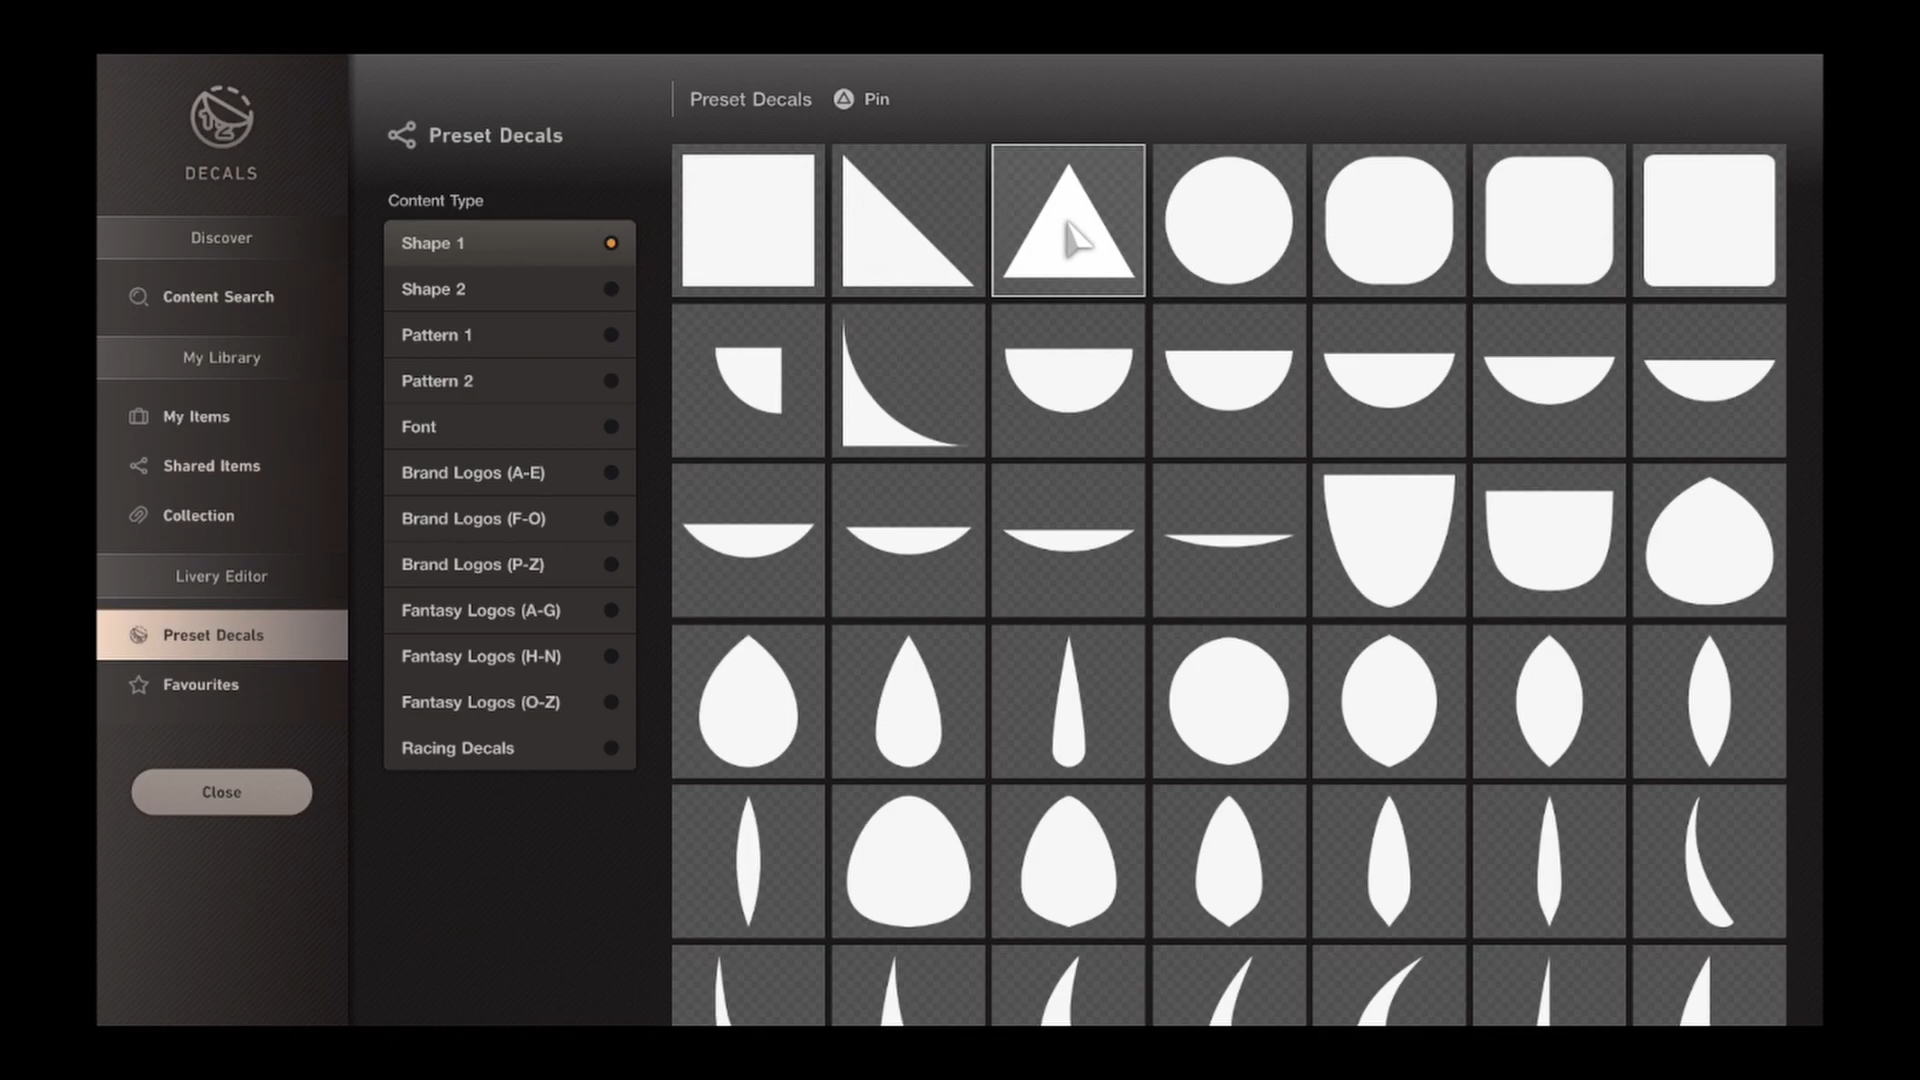 DECALS
Discover
Content Search
My Library
My Items
Shared Items
Collection
Livery Editor
Preset Decals
Favourites
Close
Preset Decals
Content Type
Shape 1
Shape 2
Pattern 1
Pattern 2
Font
Brand Logos (A-E)
Brand Logos (F-O)
Brand Logos (P-Z)
Fantasy Logos (A-G)
Fantasy Logos (H-N)
Fantasy Logos (O-Z)
Racing Decals
Preset Decals Pin